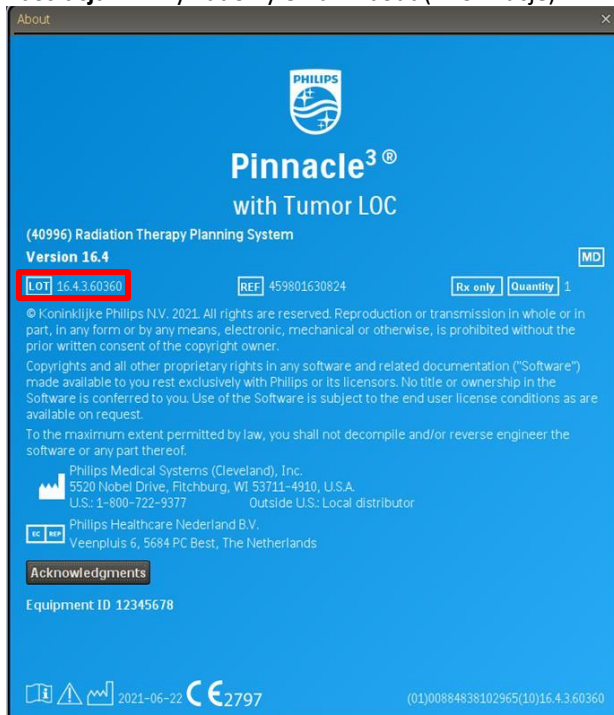 About
PHILIPS
Pinnacle³ ®
with Tumor LOC
(40996) Radiation Therapy Planning System
Version 16.4
MD
LOT 16.4.3.60360 REF 459801630824 Rx only Quantity 1
© Koninklijke Philips N.V. 2021. All rights are reserved. Reproduction or transmission in whole or in
part, in any form or by any means, electronic, mechanical or otherwise, is prohibited without the
prior written consent of the copyright owner.
Copyrights and all other proprietary rights in any software and related documentation ("Software")
made available to you rest exclusively with Philips or its licensors. No title or ownership in the
Software is conferred to you. Use of the Software is subject to the end user license conditions as are
available on request.
To the maximum extent permitted by law, you shall not decompile and/or reverse engineer the
software or any part thereof.
Philips Medical Systems (Cleveland), Inc.
5520 Nobel Drive, Fitchburg, WI 53711-4910, U.S.A.
U.S.: 1-800-722-9377 Outside U.S.: Local distributor
EC REP Philips Healthcare Nederland B.V.
Veenpluis 6, 5684 PC Best, The Netherlands
Acknowledgments
Equipment ID 12345678
2021-06-22 CE2797 (01)00884838102965(10)16.4.3.60360